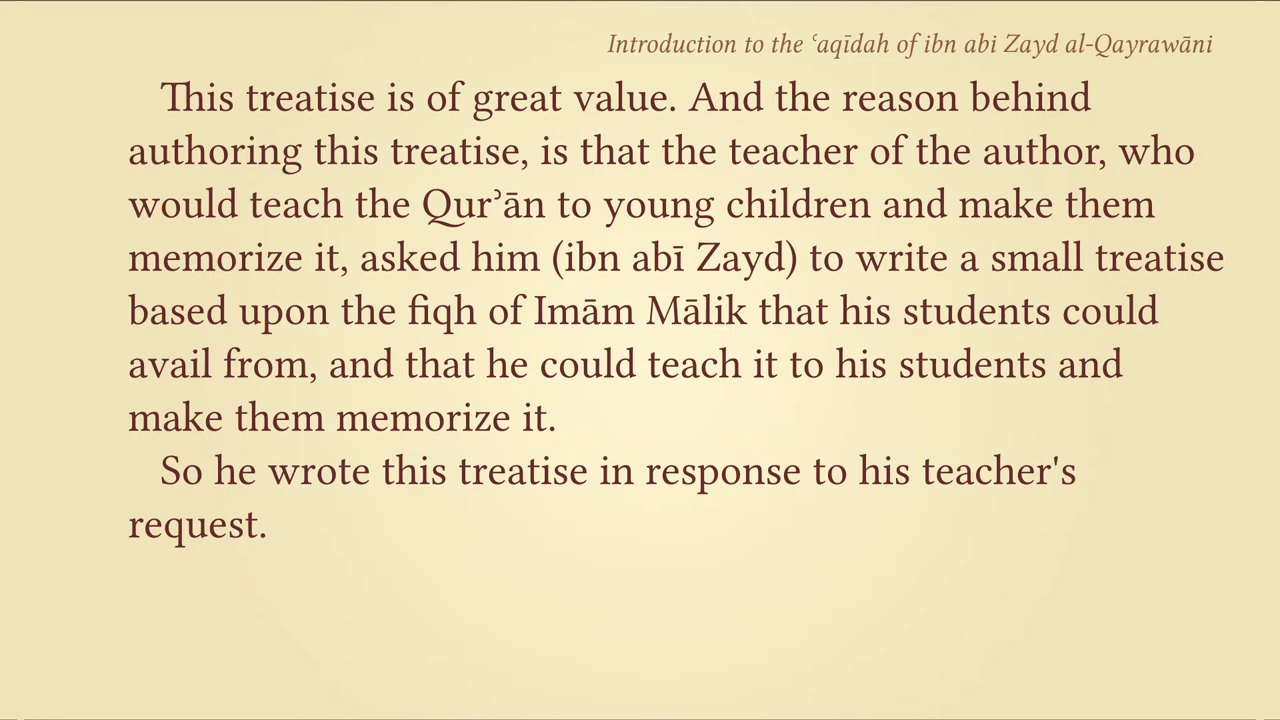 Introduction to the ʿaqīdah of ibn abi Zayd al-Qayrawāni
This treatise is of great value. And the reason behind
authoring this treatise, is that the teacher of the author, who
would teach the Qurʾān to young children and make them
memorize it, asked him (ibn abī Zayd) to write a small treatise
based upon the fiqh of Imām Mālik that his students could
avail from, and that he could teach it to his students and
make them memorize it.
So he wrote this treatise in response to his teacher's
request.